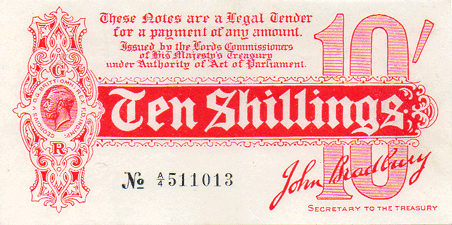 These Notes are a Legal Tender
for a payment of any amount.
Issued by the Lords Commissioners
of His Majesty's Treasury
under Authority of Act of Parliament.
10/
G
R
Ten Shillings
№ A/4 511013
John Bradbury
10/
SECRETARY TO THE TREASURY